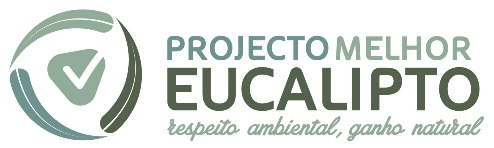 PROJECTO MELHOR
EUCALIPTO
respeito ambiental, ganho natural